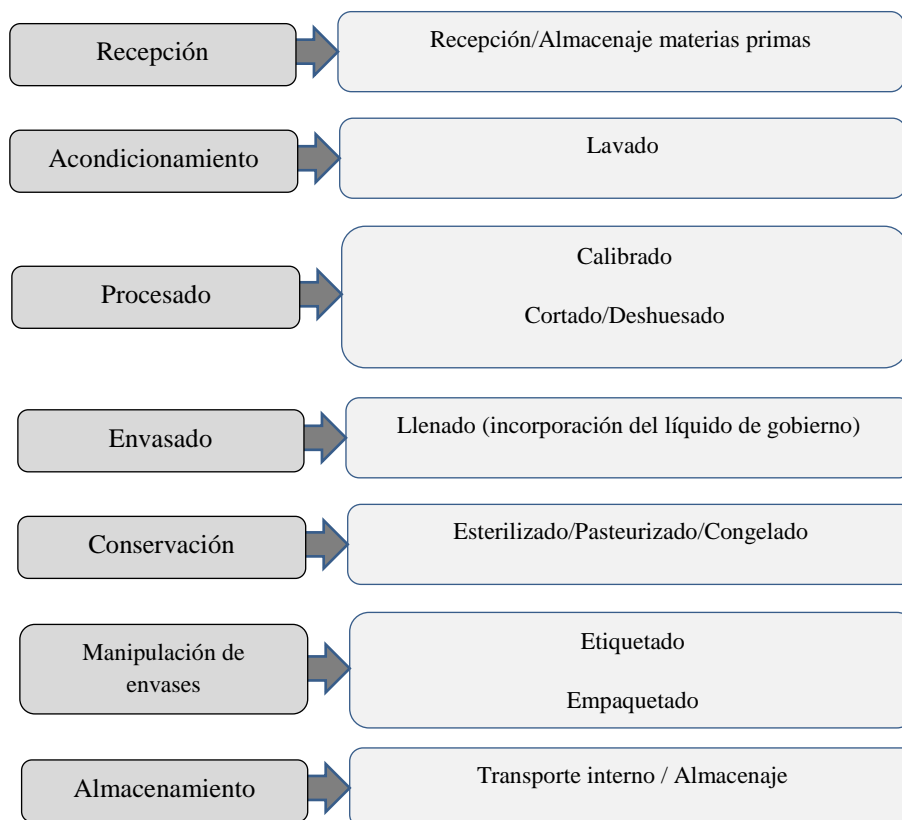 Recepción
Recepción/Almacenaje materias primas
Acondicionamiento
Lavado
Procesado
Calibrado
Cortado/Deshuesado
Envasado
Llenado (incorporación del líquido de gobierno)
Conservación
Esterilizado/Pasteurizado/Congelado
Manipulación de
envases
Etiquetado
Empaquetado
Almacenamiento
Transporte interno / Almacenaje